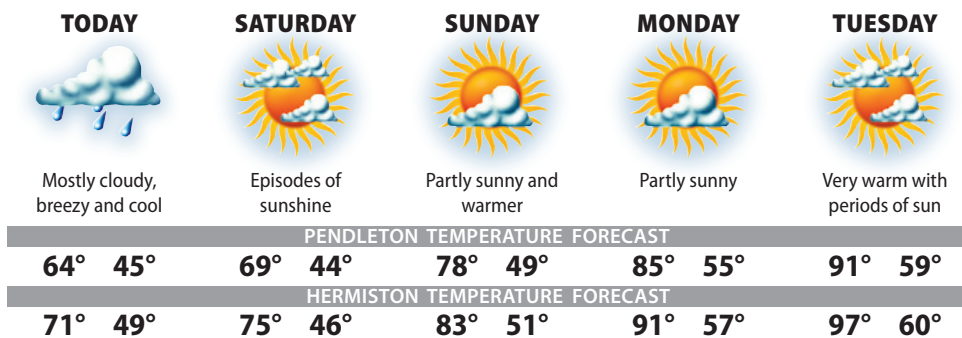 TODAY SATURDAY SUNDAY MONDAY TUESDAY
Mostly cloudy, breezy and cool
Episodes of sunshine
Partly sunny and warmer
Partly sunny
Very warm with periods of sun
PENDLETON TEMPERATURE FORECAST
64° 45° 69° 44° 78° 49° 85° 55° 91° 59°
HERMISTON TEMPERATURE FORECAST
71° 49° 75° 46° 83° 51° 91° 57° 97° 60°